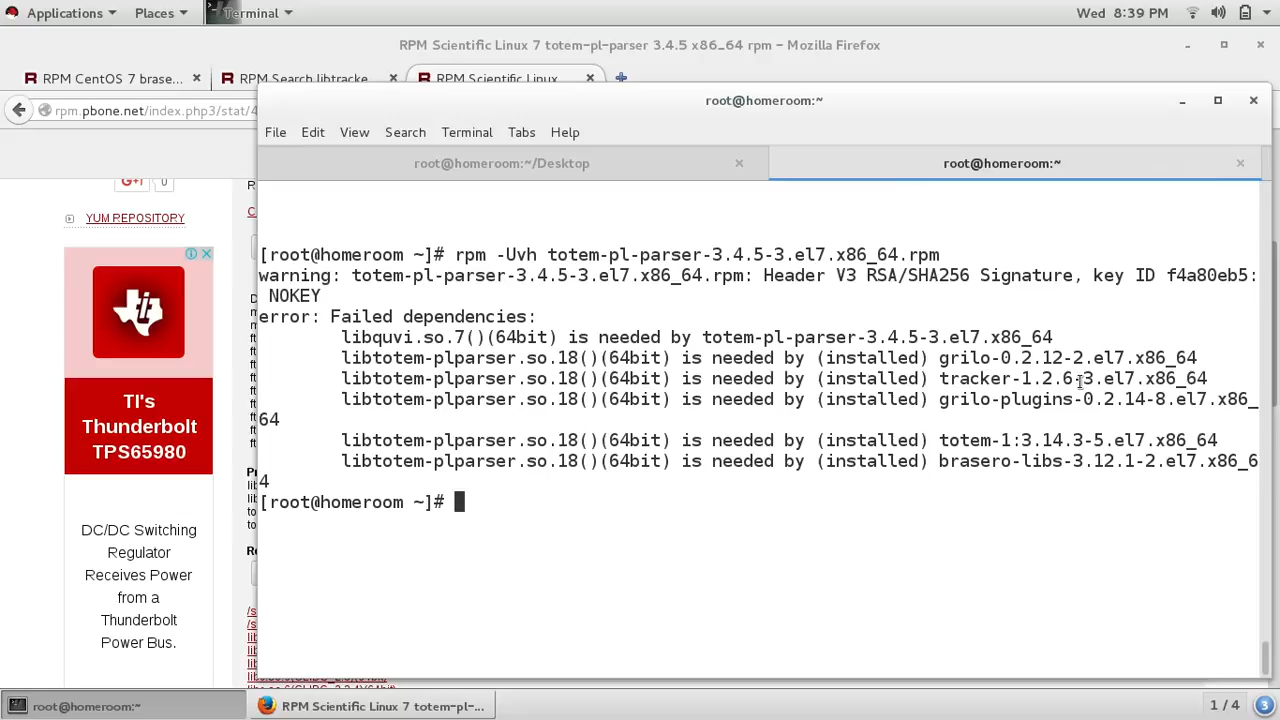 Applications Places Terminal Wed 8:39 PM
RPM Scientific Linux 7 totem-pl-parser 3.4.5 x86_64 rpm - Mozilla Firefox
RPM CentOS 7 brase... RPM Search libtracke RPM Scientific Linux
rpm.pbone.net/index.php3/stat/4
root@homeroom:~
File Edit View Search Terminal Tabs Help
root@homeroom:~/Desktop root@homeroom:~
G+1 0
YUM REPOSITORY
TI's
Thunderbolt
TPS65980
DC/DC Switching
Regulator
Receives Power
from a
Thunderbolt
Power Bus.
[root@homeroom ~]# rpm -Uvh totem-pl-parser-3.4.5-3.el7.x86_64.rpm
warning: totem-pl-parser-3.4.5-3.el7.x86_64.rpm: Header V3 RSA/SHA256 Signature, key ID f4a80eb5:
NOKEY
error: Failed dependencies:
libquvi.so.7()(64bit) is needed by totem-pl-parser-3.4.5-3.el7.x86_64
libtotem-plparser.so.18()(64bit) is needed by (installed) grilo-0.2.12-2.el7.x86_64
libtotem-plparser.so.18()(64bit) is needed by (installed) tracker-1.2.6-3.el7.x86_64
libtotem-plparser.so.18()(64bit) is needed by (installed) grilo-plugins-0.2.14-8.el7.x86_
64
libtotem-plparser.so.18()(64bit) is needed by (installed) totem-1:3.14.3-5.el7.x86_64
libtotem-plparser.so.18()(64bit) is needed by (installed) brasero-libs-3.12.1-2.el7.x86_6
4
[root@homeroom ~]#
root@homeroom:~ RPM Scientific Linux 7 totem-pl-... 1 / 4 3